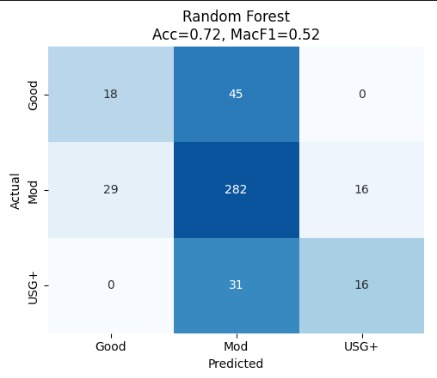 Random Forest
Acc=0.72, MacF1=0.52
Good 18 45 0
Mod 29 282 16
USG+ 0 31 16
Actual
Good Mod USG+
Predicted